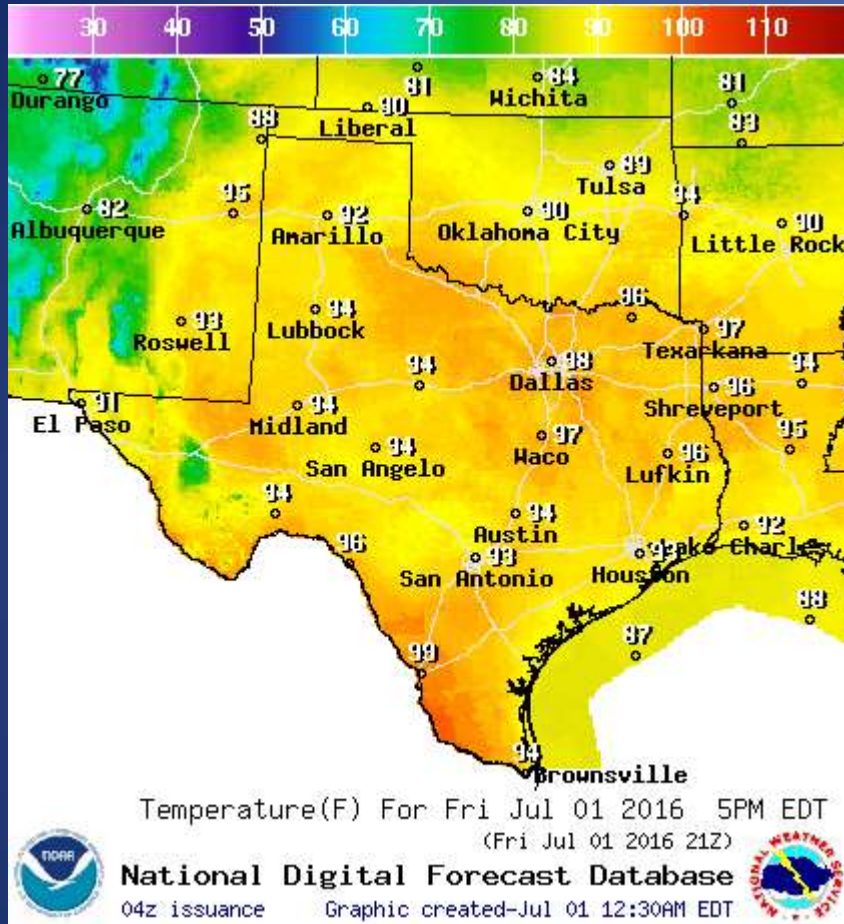 30 40 50 60 70 80 90 100 110
77
Durango
81
84
Wichita
81
90
Liberal
88
83
89
Tulsa
82
Albuquerque
95
92
Amarillo
90
Oklahoma City
94
90
Little Rock
93
Roswell
94
Lubbock
96
97
Texarkana
98
Dallas
94
94
96
Shreveport
91
El Paso
94
Midland
94
San Angelo
97
Waco
96
Lufkin
95
94
94
Austin
92
Lake Charles
96
93
San Antonio
93
Houston
88
87
99
94
Brownsville
Temperature(F) For Fri Jul 01 2016 5PM EDT
(Fri Jul 01 2016 21Z)
NOAA
National Digital Forecast Database
04z issuance Graphic created-Jul 01 12:30AM EDT
NATIONAL WEATHER SERVICE